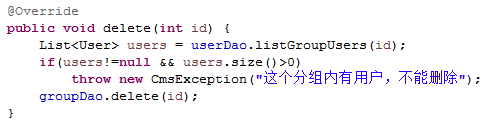 @Override
public void delete(int id) {
    List<User> users = userDao.listGroupUsers(id);
    if(users!=null && users.size()>0)
        throw new CmsException("这个分组内有用户，不能删除");
    groupDao.delete(id);
}